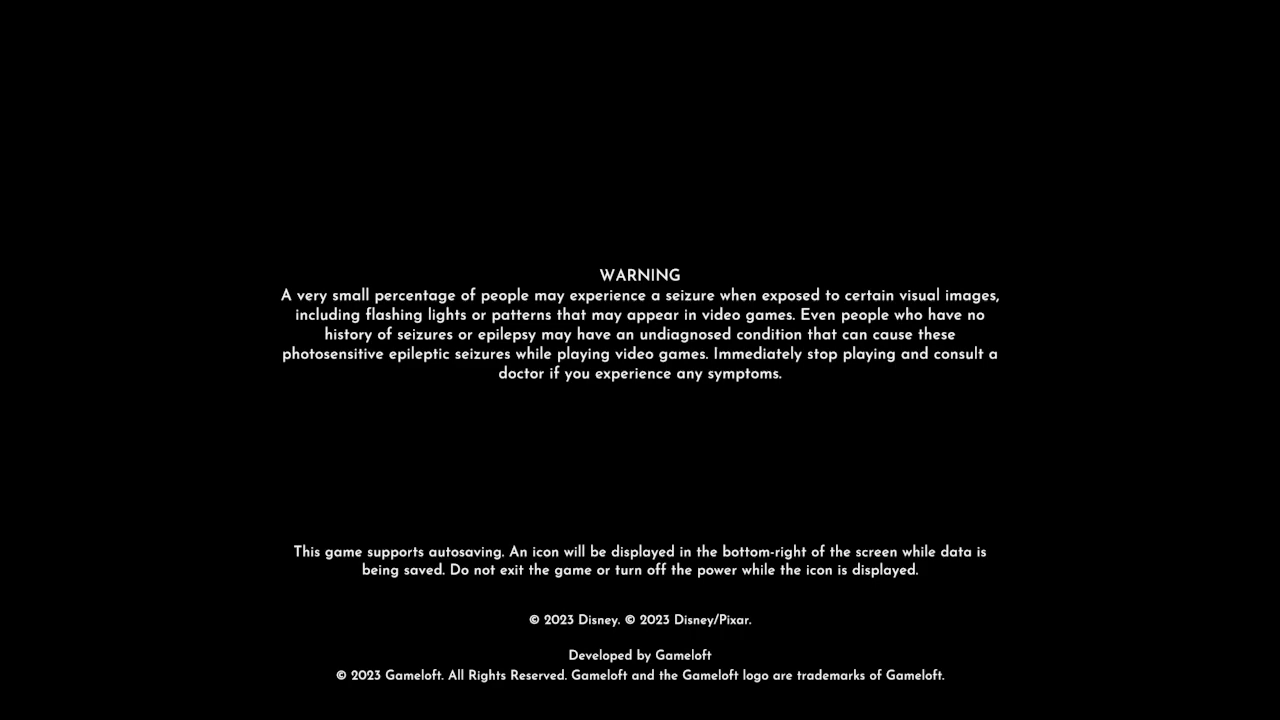 WARNING
A very small percentage of people may experience a seizure when exposed to certain visual images,
including flashing lights or patterns that may appear in video games. Even people who have no
history of seizures or epilepsy may have an undiagnosed condition that can cause these
photosensitive epileptic seizures while playing video games. Immediately stop playing and consult a
doctor if you experience any symptoms.
This game supports autosaving. An icon will be displayed in the bottom-right of the screen while data is
being saved. Do not exit the game or turn off the power while the icon is displayed.
© 2023 Disney. © 2023 Disney/Pixar.
Developed by Gameloft
© 2023 Gameloft. All Rights Reserved. Gameloft and the Gameloft logo are trademarks of Gameloft.